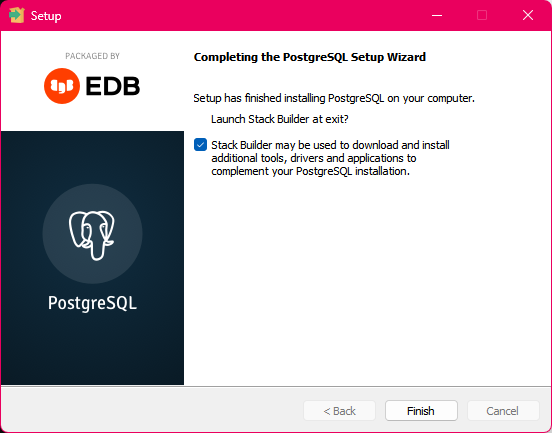 Setup
PACKAGED BY
EDB
Completing the PostgreSQL Setup Wizard
Setup has finished installing PostgreSQL on your computer.
Launch Stack Builder at exit?
Stack Builder may be used to download and install
additional tools, drivers and applications to
complement your PostgreSQL installation.
PostgreSQL
< Back
Finish
Cancel